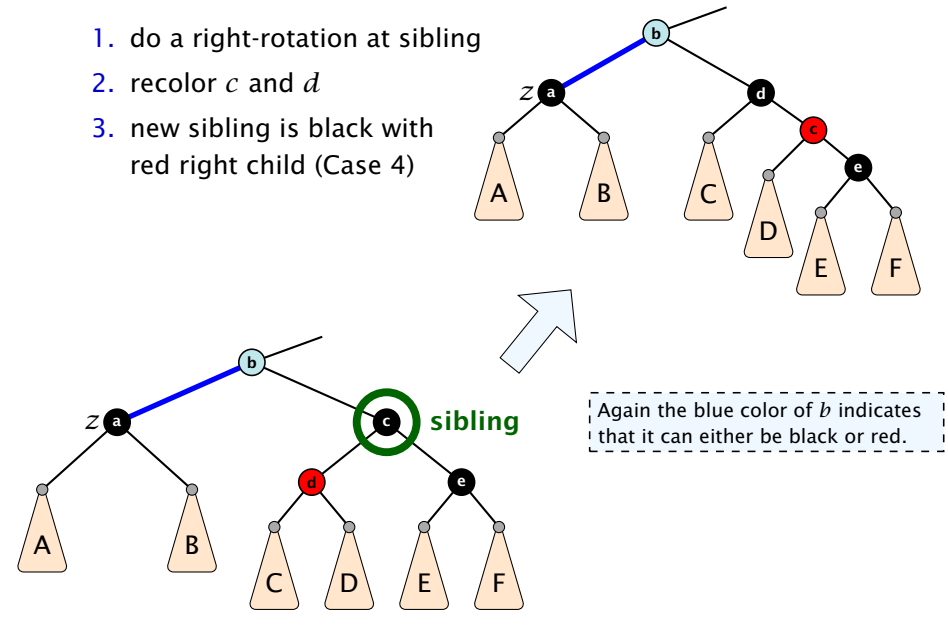 1. do a right-rotation at sibling
2. recolor c and d
3. new sibling is black with
red right child (Case 4)
b
z a
d
c
e
A
B
C
D
E
F
b
z a
c
sibling
d
e
A
B
C
D
E
F
Again the blue color of b indicates
that it can either be black or red.